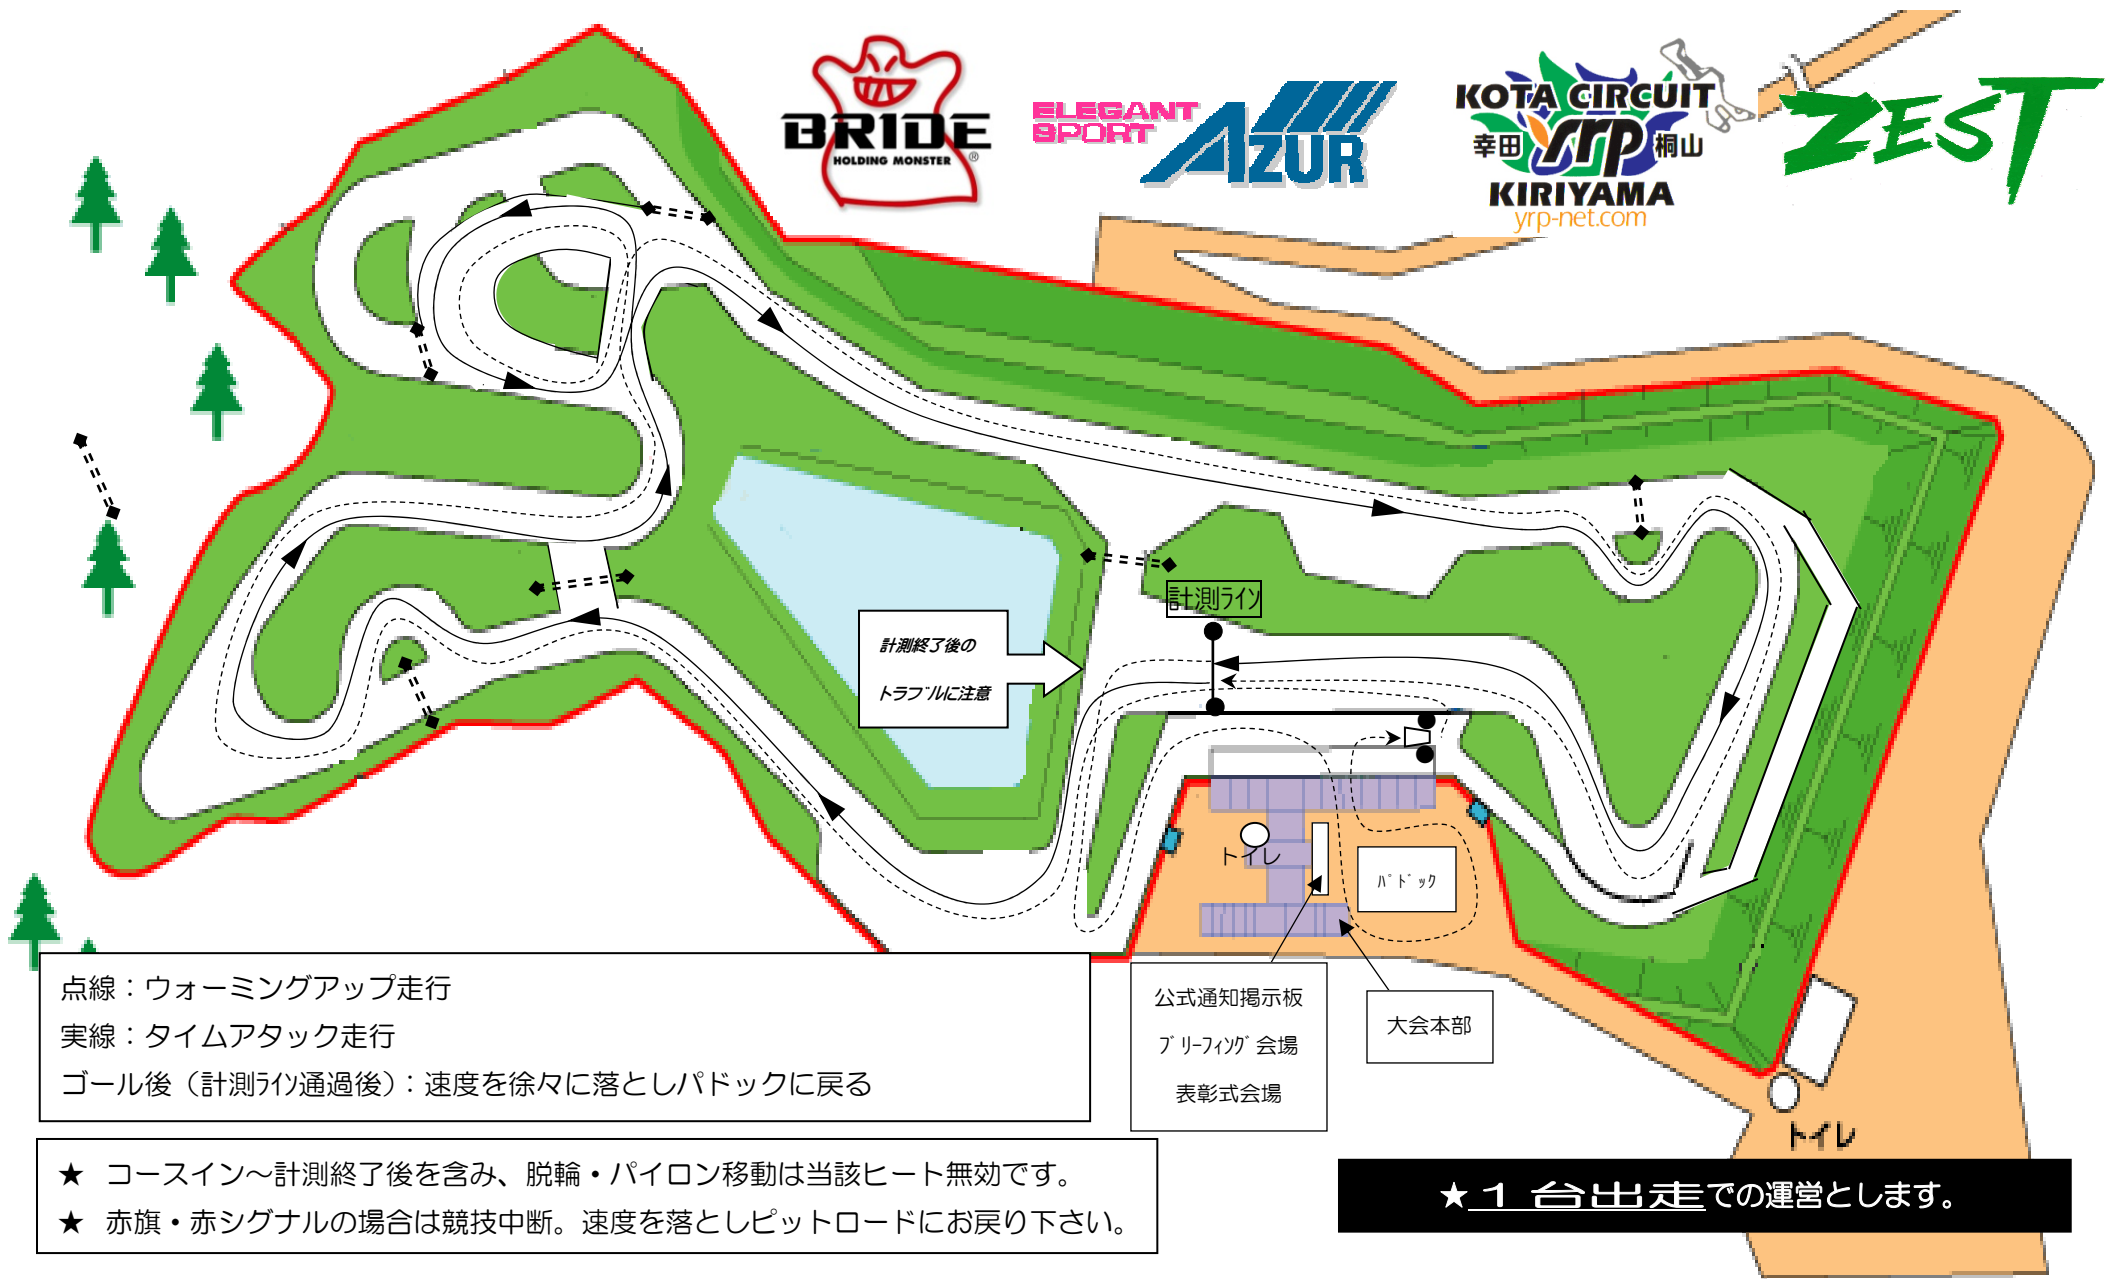 BRIDE
HOLDING MONSTER
®
ELEGANT
SPORT
AZUR
KOTA CIRCUIT
幸田 yrp 桐山
KIRIYAMA
yrp-net.com
ZEST
計測ﾗｲﾝ
計測終了後の
トラブルに注意
トイレ
ﾊﾟﾄﾞｯｸ
公式通知掲示板
ﾌﾞﾘｰﾌｨﾝｸﾞ会場
表彰式会場
大会本部
トイレ
点線：ウォーミングアップ走行
実線：タイムアタック走行
ゴール後（計測ﾗｲﾝ通過後）：速度を徐々に落としパドックに戻る
★ コースイン～計測終了後を含み、脱輪・パイロン移動は当該ヒート無効です。
★ 赤旗・赤シグナルの場合は競技中断。速度を落としピットロードにお戻り下さい。
★１台出走での運営とします。